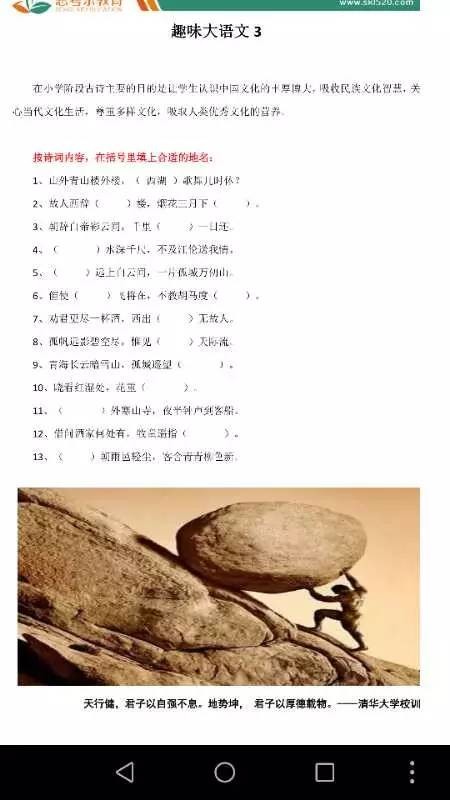 思考乐教育
www.skl520.com
趣味大语文 3
在小学阶段古诗主要的目的是让学生认识中国文化的丰厚博大，吸收民族文化智慧，关
心当代文化生活，尊重多样文化，吸取人类优秀文化的营养。
按诗词内容，在括号里填上合适的地名：
1、山外青山楼外楼，（ 西湖 ）歌舞几时休？
2、故人西辞（　　）楼，烟花三月下（　　）。
3、朝辞白帝彩云间，千里（　　）一日还。
4、（　　）水深千尺，不及汪伦送我情。
5、（　　）远上白云间，一片孤城万仞山。
6、但使（　　）飞将在，不教胡马度（　　）。
7、劝君更尽一杯酒，西出（　　）无故人。
8、孤帆远影碧空尽，惟见（　　）天际流。
9、青海长云暗雪山，孤城遥望（　　）。
10、晓看红湿处，花重（　　）。
11、（　　）外寒山寺，夜半钟声到客船。
12、借问酒家何处有，牧童遥指（　　）。
13、（　　）朝雨浥轻尘，客舍青青柳色新。
天行健，君子以自强不息。地势坤， 君子以厚德载物。——清华大学校训